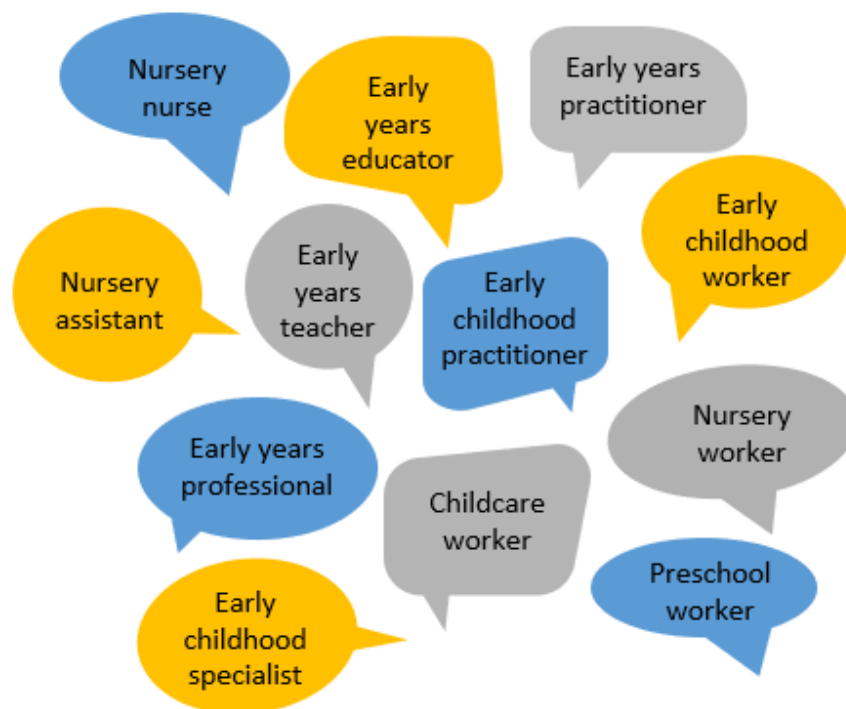 Nursery
nurse
Early
years
educator
Early years
practitioner
Early
childhood
worker
Nursery
assistant
Early
years
teacher
Early
childhood
practitioner
Nursery
worker
Early years
professional
Childcare
worker
Preschool
worker
Early
childhood
specialist